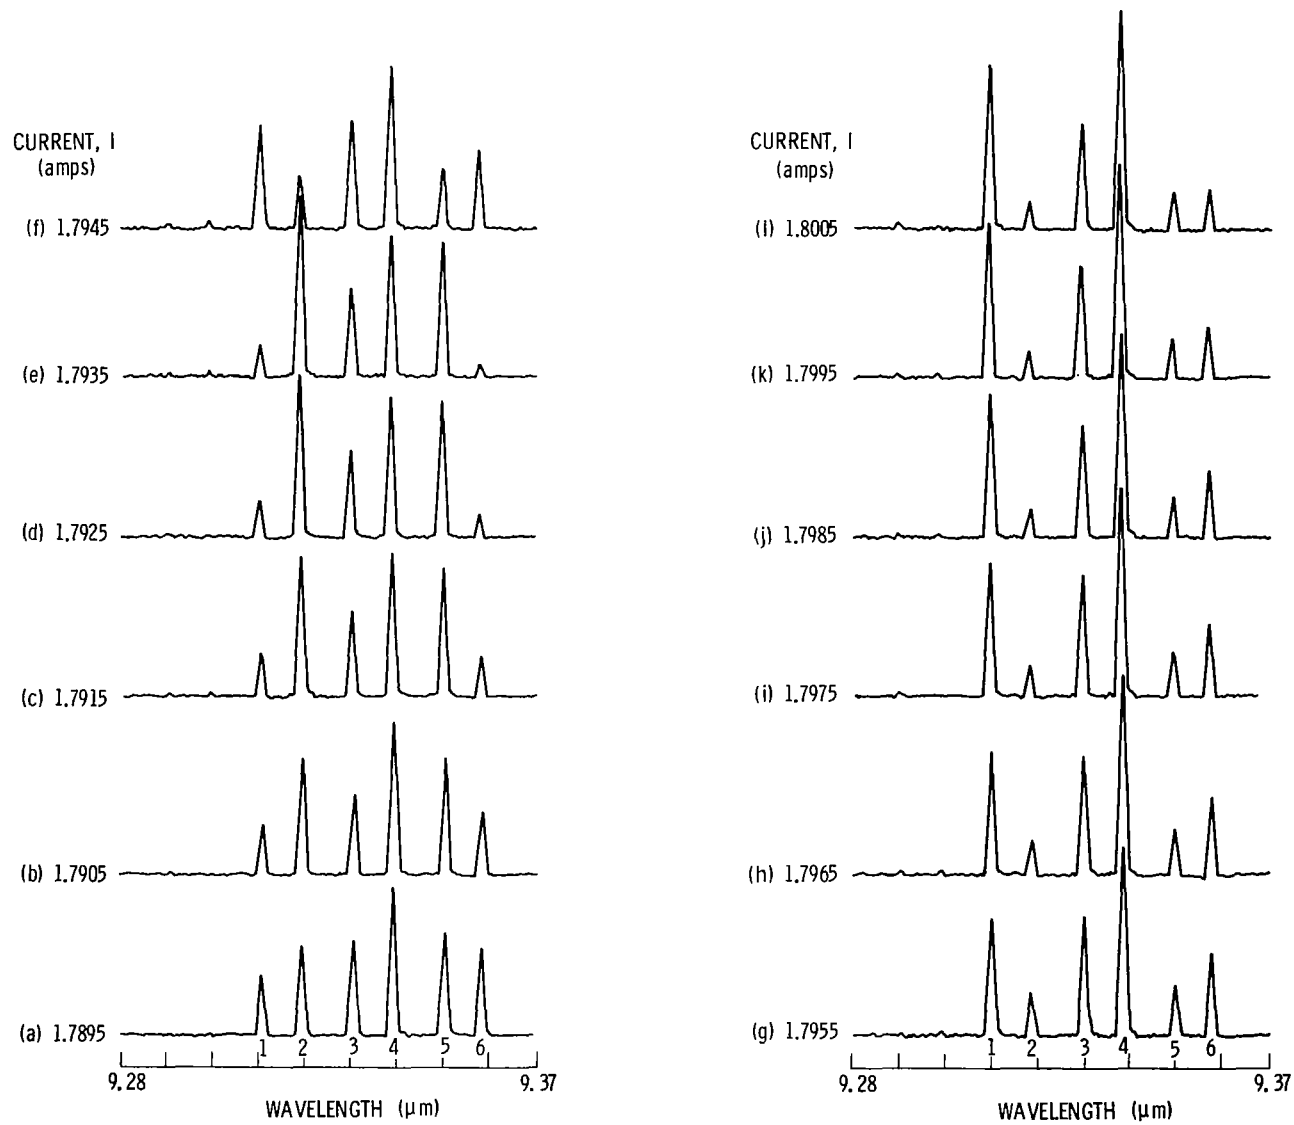 CURRENT, I
(amps)
(f) 1.7945
(e) 1.7935
(d) 1.7925
(c) 1.7915
(b) 1.7905
(a) 1.7895
1 2 3 4 5 6
9.28 9.37
WAVELENGTH (μm)
CURRENT, I
(amps)
(l) 1.8005
(k) 1.7995
(j) 1.7985
(i) 1.7975
(h) 1.7965
(g) 1.7955
1 2 3 4 5 6
9.28 9.37
WAVELENGTH (μm)